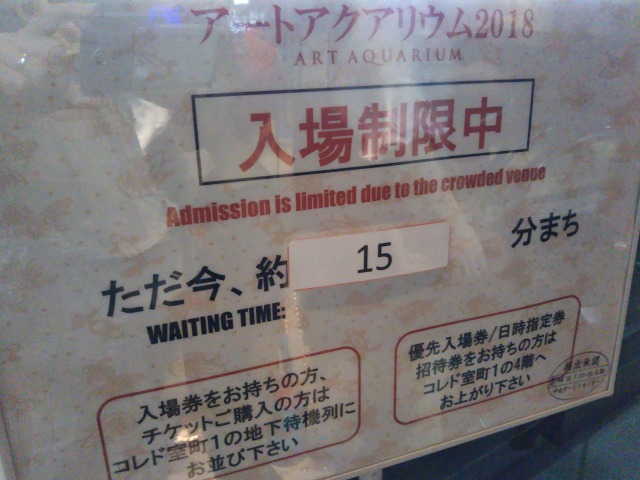 アートアクアリウム2018
ART AQUARIUM
入場制限中
Admission is limited due to the crowded venue
ただ今、約 15 分まち
WAITING TIME:
入場券をお持ちの方、
チケットご購入の方は
コレド室町1の地下待機列に
お並び下さい
優先入場券/日時指定券
招待券をお持ちの方は
コレド室町1の4階へ
お上がり下さい